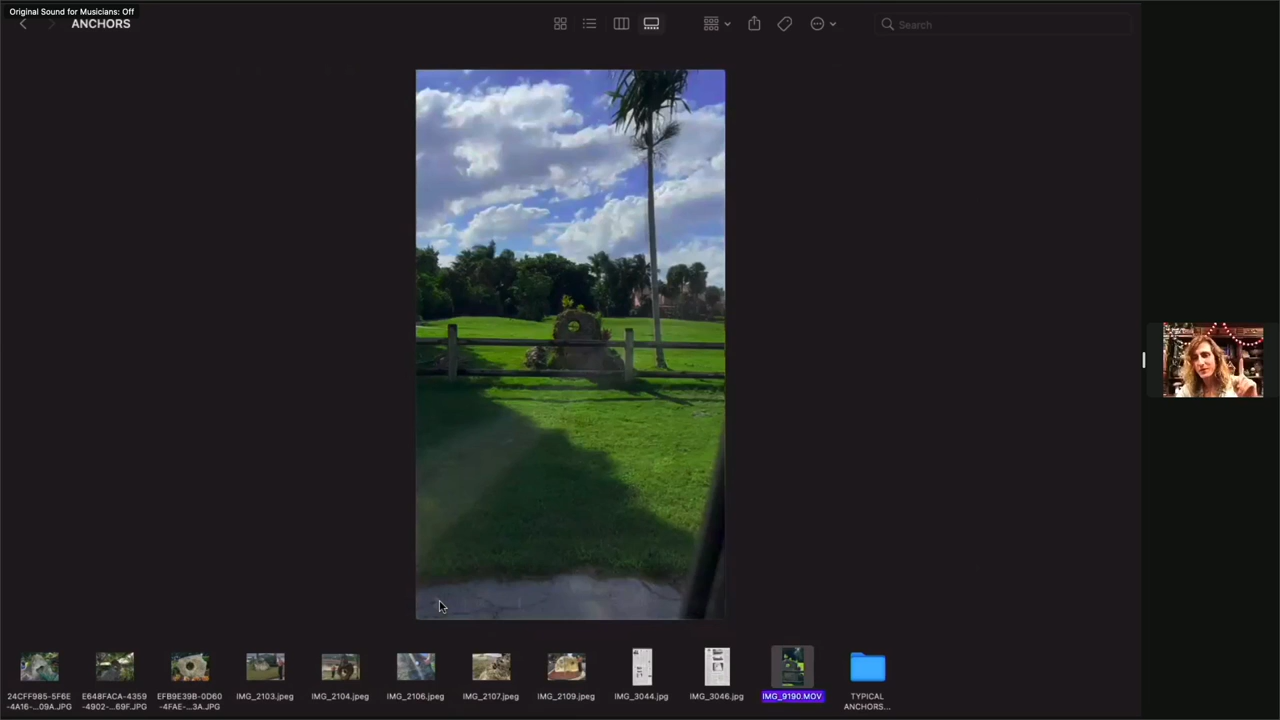 Original Sound for Musicians: Off
ANCHORS
Search
24CFF985-5F6E
-4A16-...09A.JPG
E648FACA-4359
-4902-...69F.JPG
EFB9E39B-0D60
-4FAE-...3A.JPG
IMG_2103.jpeg
IMG_2104.jpeg
IMG_2106.jpeg
IMG_2107.jpeg
IMG_2109.jpeg
IMG_3044.jpg
IMG_3046.jpg
IMG_9190.MOV
TYPICAL
ANCHORS...